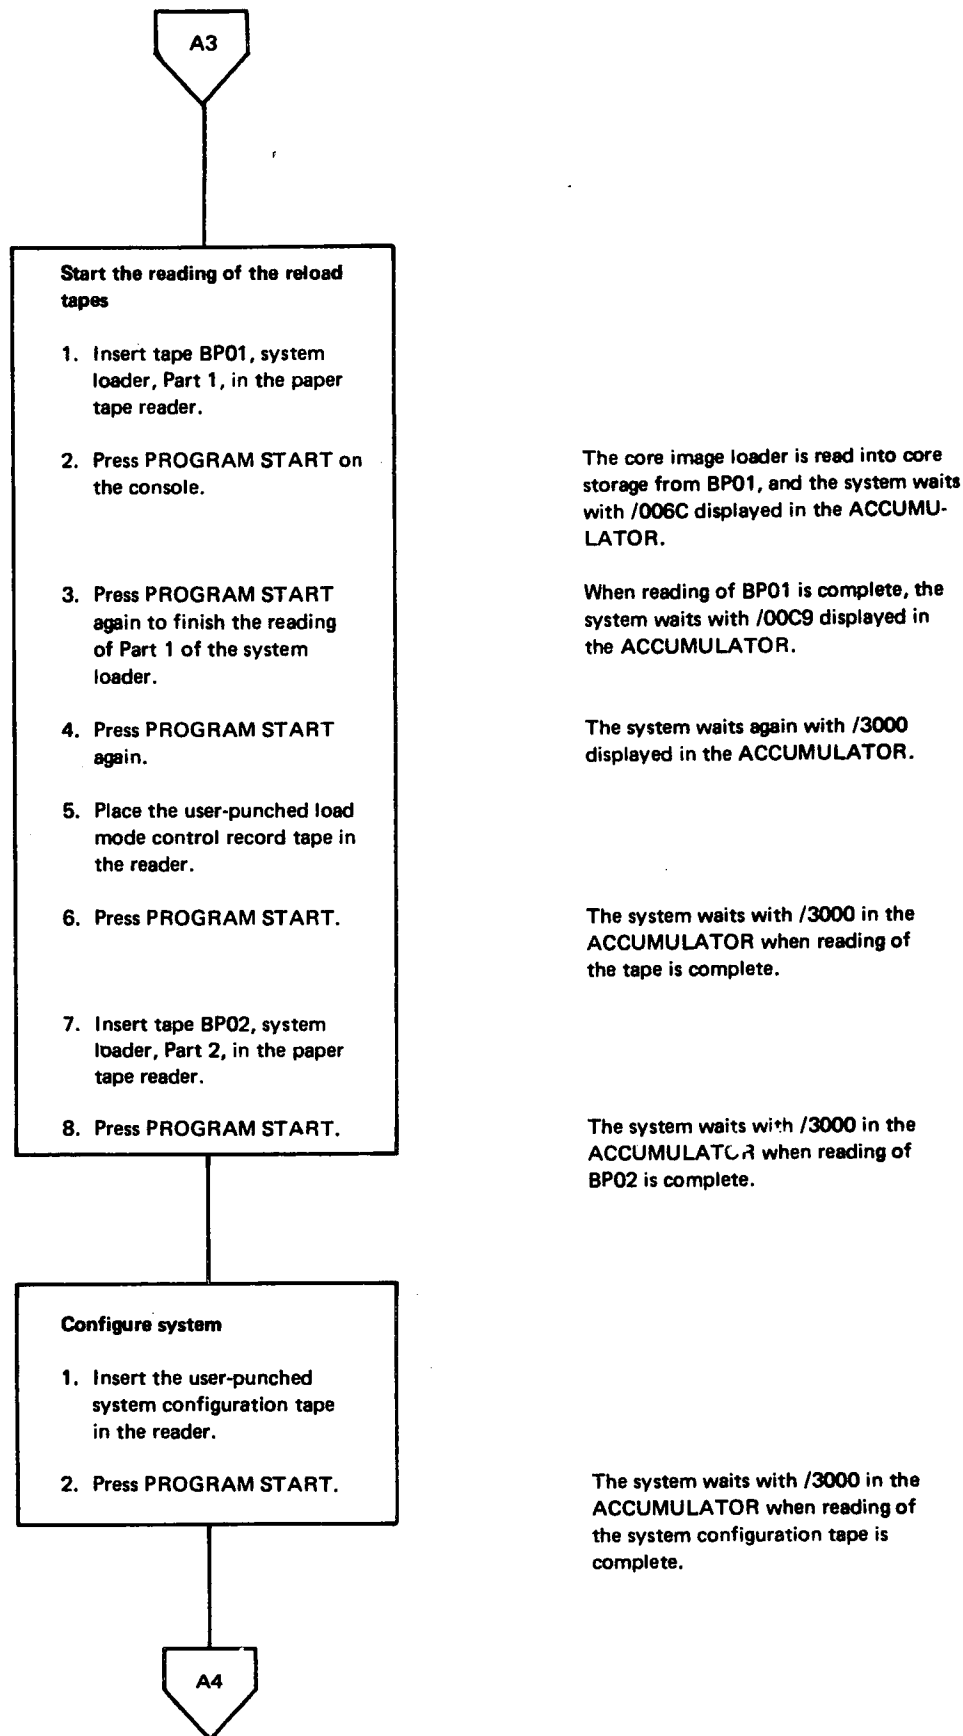 A3
Start the reading of the reload
tapes
1. Insert tape BP01, system
loader, Part 1, in the paper
tape reader.
2. Press PROGRAM START on
the console.
The core image loader is read into core
storage from BP01, and the system waits
with /006C displayed in the ACCUMU-
LATOR.
3. Press PROGRAM START
again to finish the reading
of Part 1 of the system
loader.
When reading of BP01 is complete, the
system waits with /00C9 displayed in
the ACCUMULATOR.
4. Press PROGRAM START
again.
The system waits again with /3000
displayed in the ACCUMULATOR.
5. Place the user-punched load
mode control record tape in
the reader.
6. Press PROGRAM START.
The system waits with /3000 in the
ACCUMULATOR when reading of
the tape is complete.
7. Insert tape BP02, system
loader, Part 2, in the paper
tape reader.
8. Press PROGRAM START.
The system waits with /3000 in the
ACCUMULATOR when reading of
BP02 is complete.
Configure system
1. Insert the user-punched
system configuration tape
in the reader.
2. Press PROGRAM START.
The system waits with /3000 in the
ACCUMULATOR when reading of
the system configuration tape is
complete.
A4